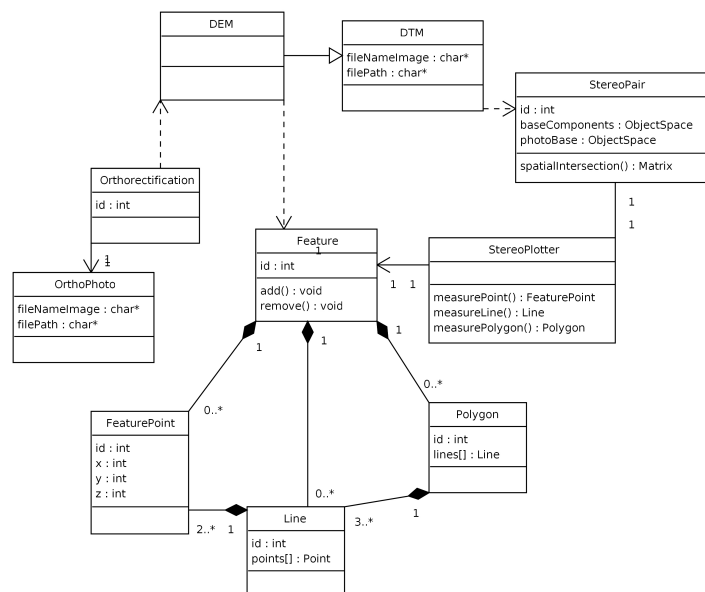 DEM
DTM
fileNameImage : char*
filePath : char*
StereoPair
id : int
baseComponents : ObjectSpace
photoBase : ObjectSpace
spatialIntersection() : Matrix
1
1
Orthorectification
id : int
1
1
OrthoPhoto
fileNameImage : char*
filePath : char*
Feature
1
id : int
add() : void
remove() : void
StereoPlotter
measurePoint() : FeaturePoint
measureLine() : Line
measurePolygon() : Polygon
1 1
1
1
1
0..*
0..*
FeaturePoint
id : int
x : int
y : int
z : int
Polygon
id : int
lines[] : Line
0..*
2..* 1
3..*
1
Line
id : int
points[] : Point